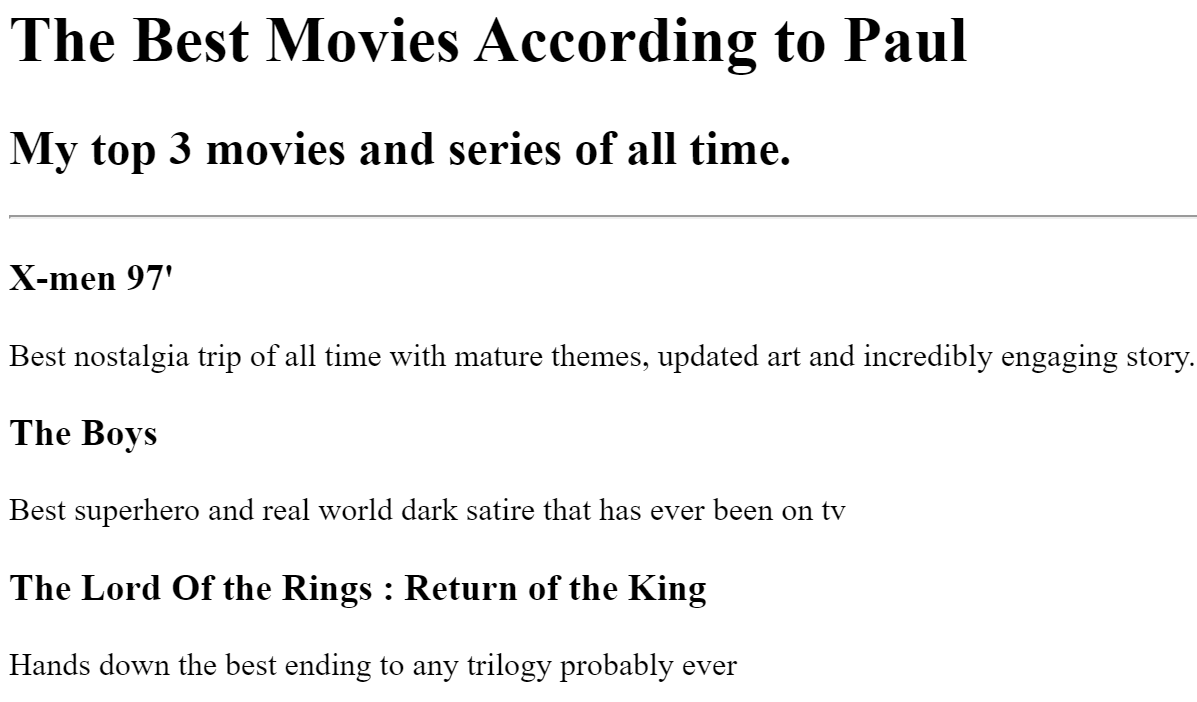 The Best Movies According to Paul
My top 3 movies and series of all time.
X-men 97'
Best nostalgia trip of all time with mature themes, updated art and incredibly engaging story.
The Boys
Best superhero and real world dark satire that has ever been on tv
The Lord Of the Rings : Return of the King
Hands down the best ending to any trilogy probably ever